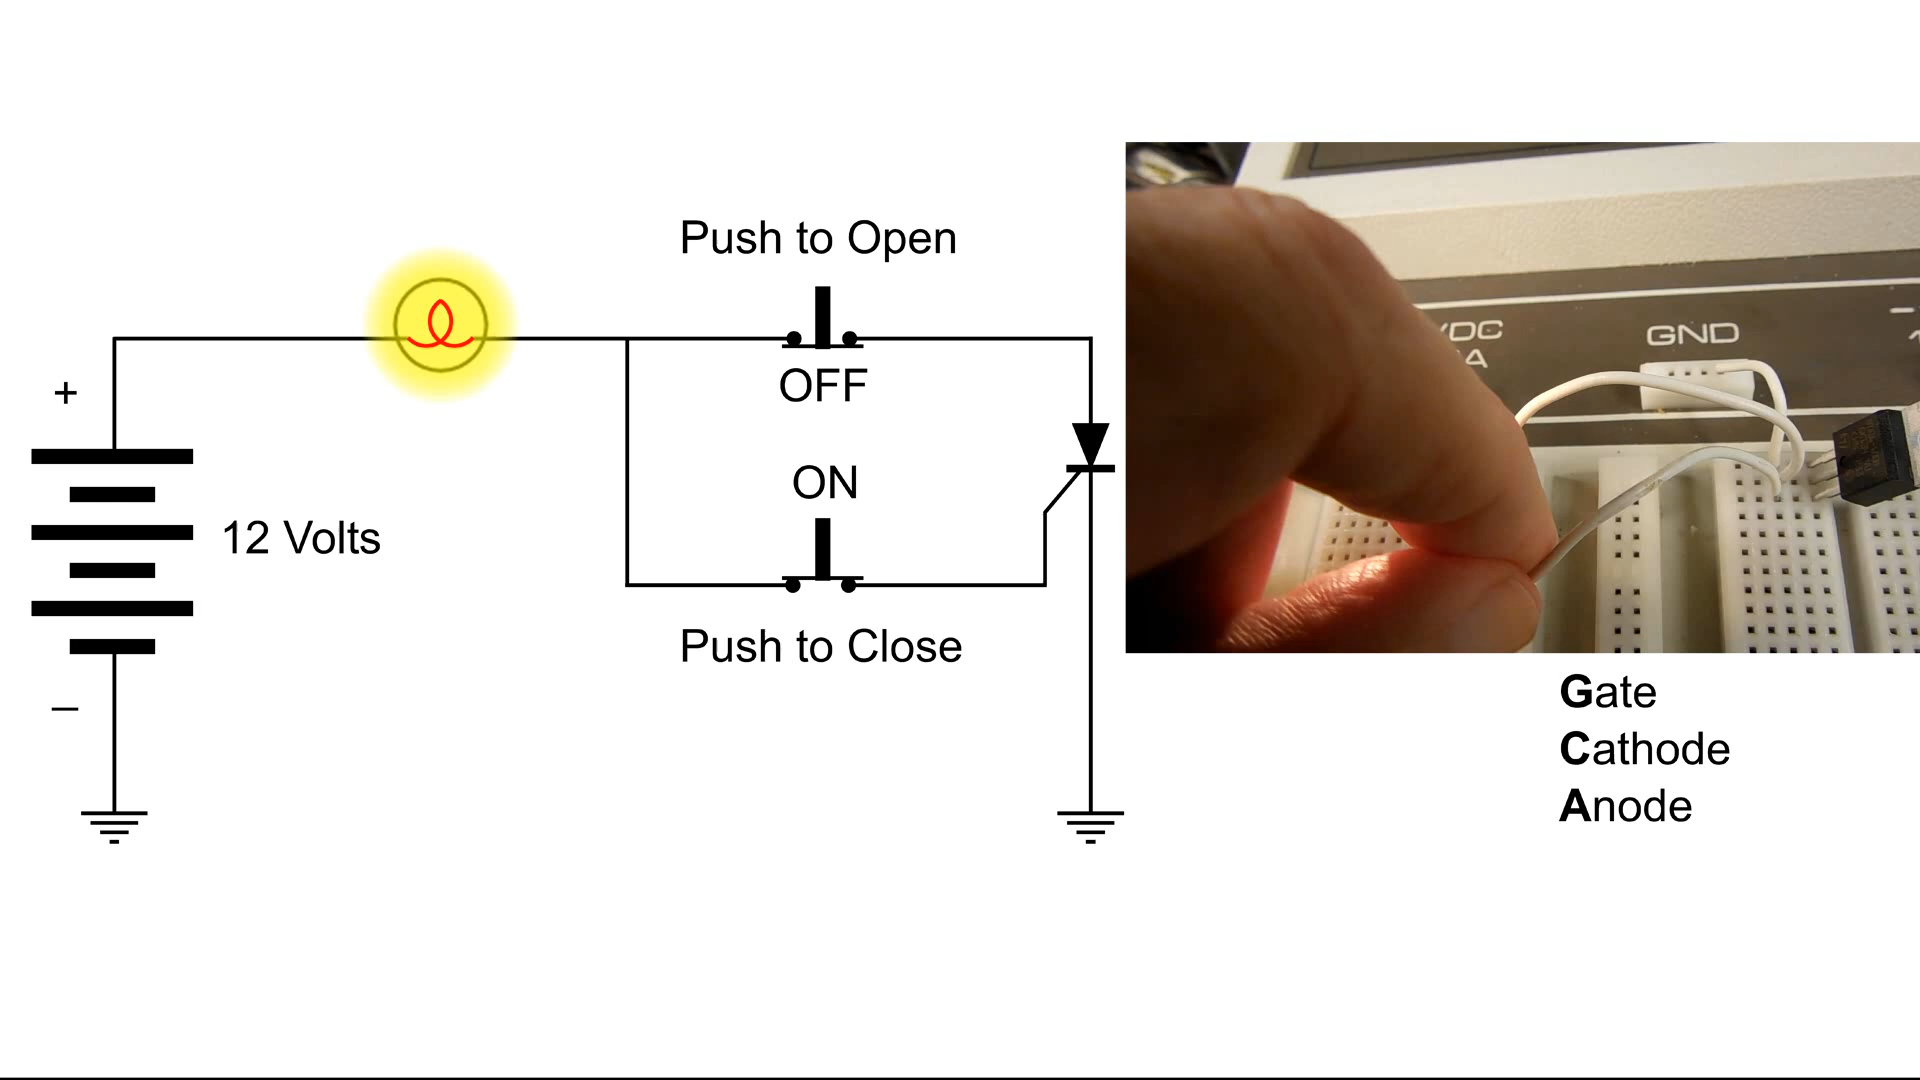 Push to Open
OFF
+
12 Volts
ON
Push to Close
–
GND
Gate
Cathode
Anode